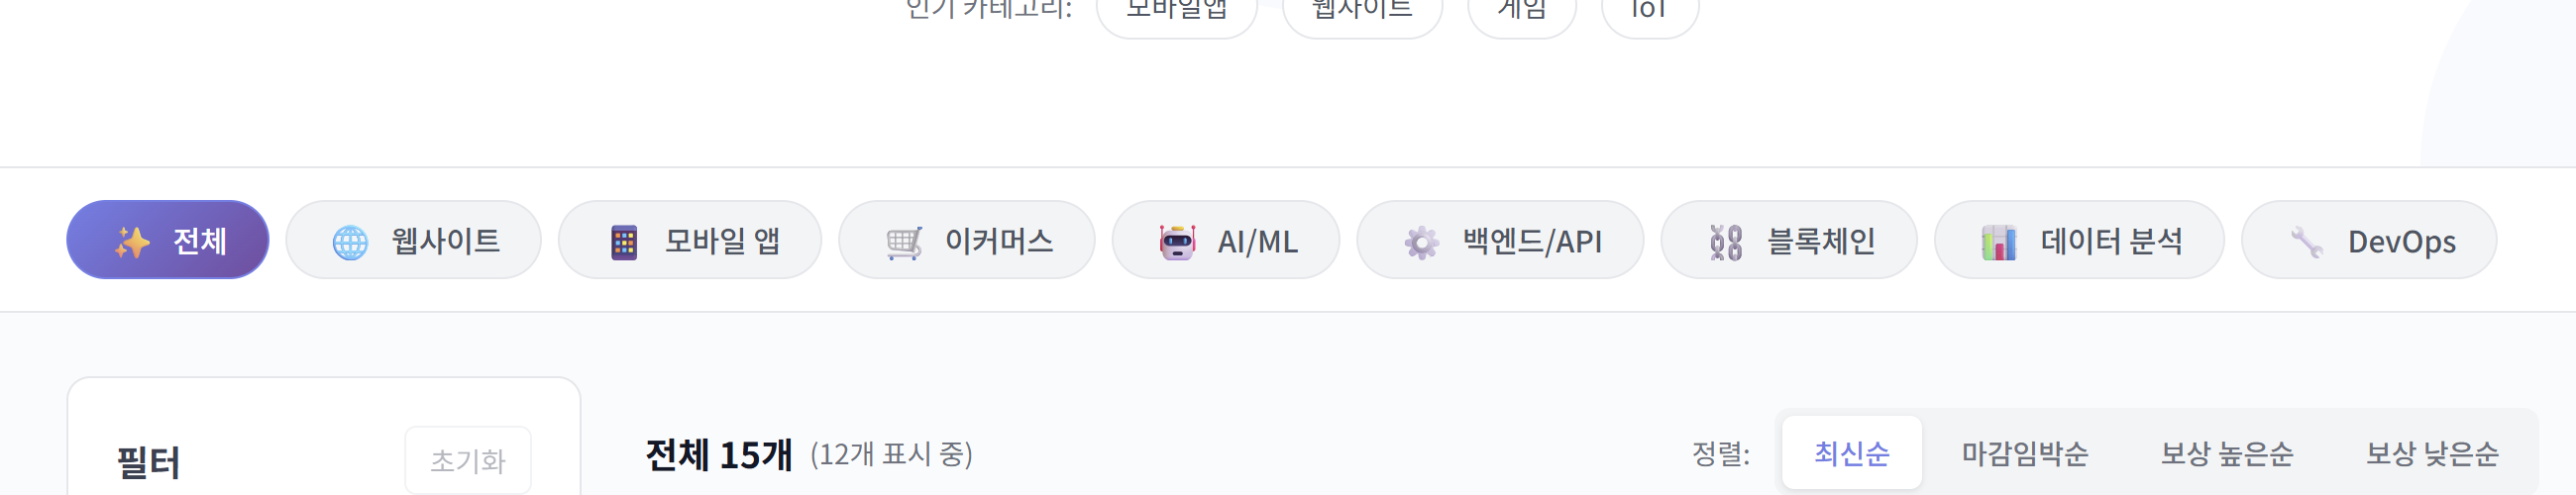 인기 카테고리: 모바일앱 웹사이트 게임 IoT
전체 웹사이트 모바일 앱 이커머스 AI/ML 백엔드/API 블록체인 데이터 분석 DevOps
필터 초기화
전체 15개 (12개 표시 중)
정렬: 최신순 마감임박순 보상 높은순 보상 낮은순